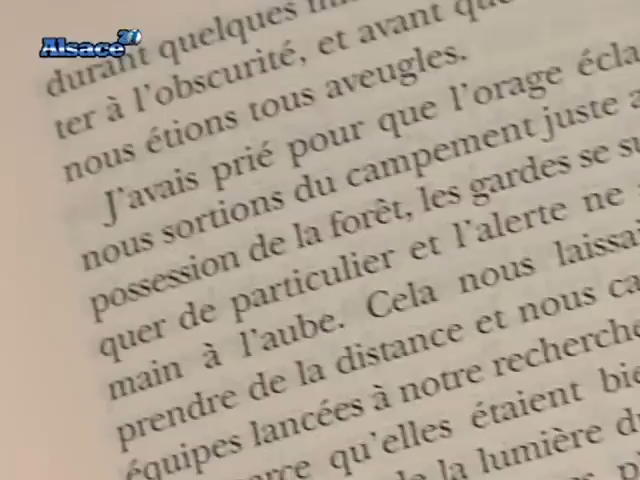 Alsace 20
durant quelques
ter à l'obscurité, et avant que
nous étions tous aveugles.
J'avais prié pour que l'orage écla
nous sortions du campement juste a
possession de la forêt, les gardes se su
quer de particulier et l'alerte ne
main à l'aube. Cela nous laissai
prendre de la distance et nous ca
équipes lancées à notre recherche
qu'elles étaient bie
la lumière d